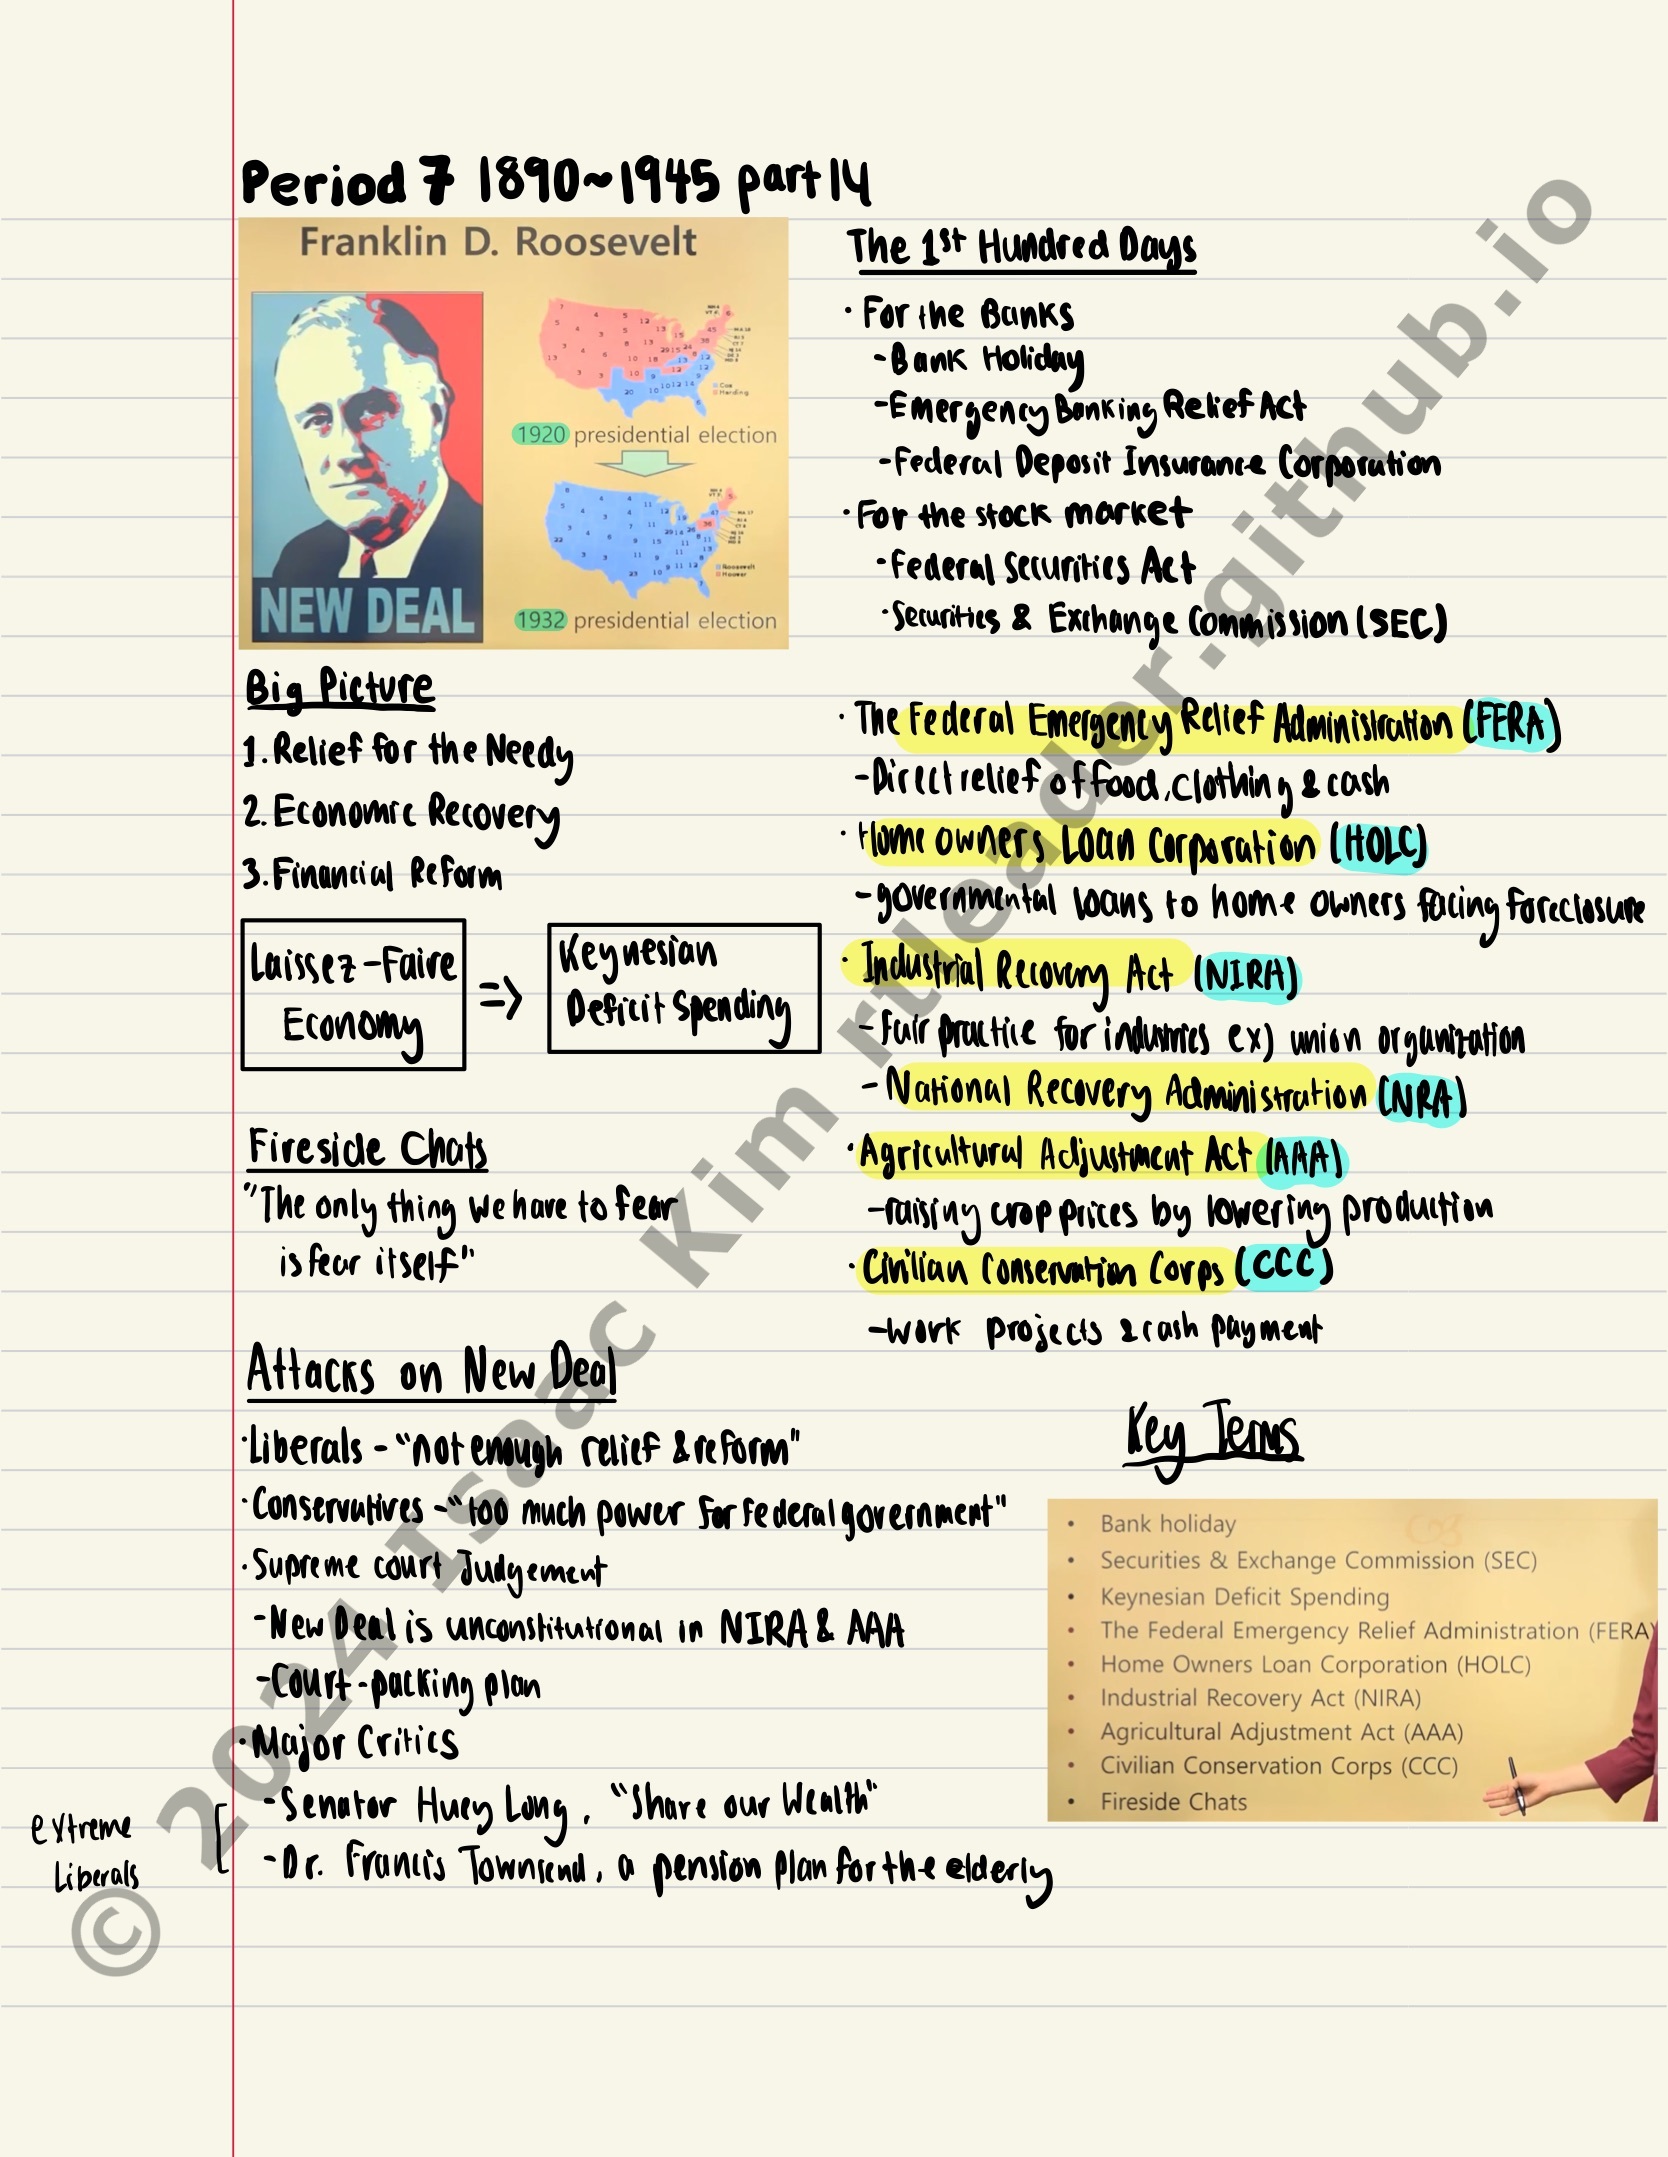 Period 7 1890~1945 part 14
Franklin D. Roosevelt
NEW DEAL
Cox
Harding
1920 presidential election
Roosevelt
Hoover
1932 presidential election
Big Picture
1. Relief for the Needy
2. Economic Recovery
3. Financial Reform
Laissez-Faire
Economy
=>
Keynesian
Deficit Spending
Fireside Chats
"The only thing we have to fear
is fear itself"
The 1st Hundred Days
· For the Banks
- Bank Holiday
- Emergency Banking Relief Act
- Federal Deposit Insurance Corporation
· For the stock market
- Federal Securities Act
· Securities & Exchange Commission (SEC)
· The Federal Emergency Relief Administration (FERA)
- Direct relief of food, clothing & cash
· Home owners Loan Corporation (HOLC)
- governmental loans to home owners facing foreclosure
· Industrial Recovery Act (NIRA)
- Fair practice for industries ex) union organization
- National Recovery Administration (NRA)
· Agricultural Adjustment Act (AAA)
- raising crop prices by lowering production
· Civilian Conservation Corps (CCC)
- work projects & cash payment
Attacks on New Deal
· Liberals - "not enough relief & reform"
· Conservatives - "too much power for federal government"
· Supreme court Judgement
- New Deal is unconstitutional in NIRA & AAA
- Court-packing plan
· Major Critics
- Senator Huey Long, "Share our Wealth"
- Dr. Francis Townsend, a pension plan for the elderly
extreme
Liberals
Key Terms
• Bank holiday
• Securities & Exchange Commission (SEC)
• Keynesian Deficit Spending
• The Federal Emergency Relief Administration (FERA)
• Home Owners Loan Corporation (HOLC)
• Industrial Recovery Act (NIRA)
• Agricultural Adjustment Act (AAA)
• Civilian Conservation Corps (CCC)
• Fireside Chats
© 2024 Isaac Kim rtleader.github.io